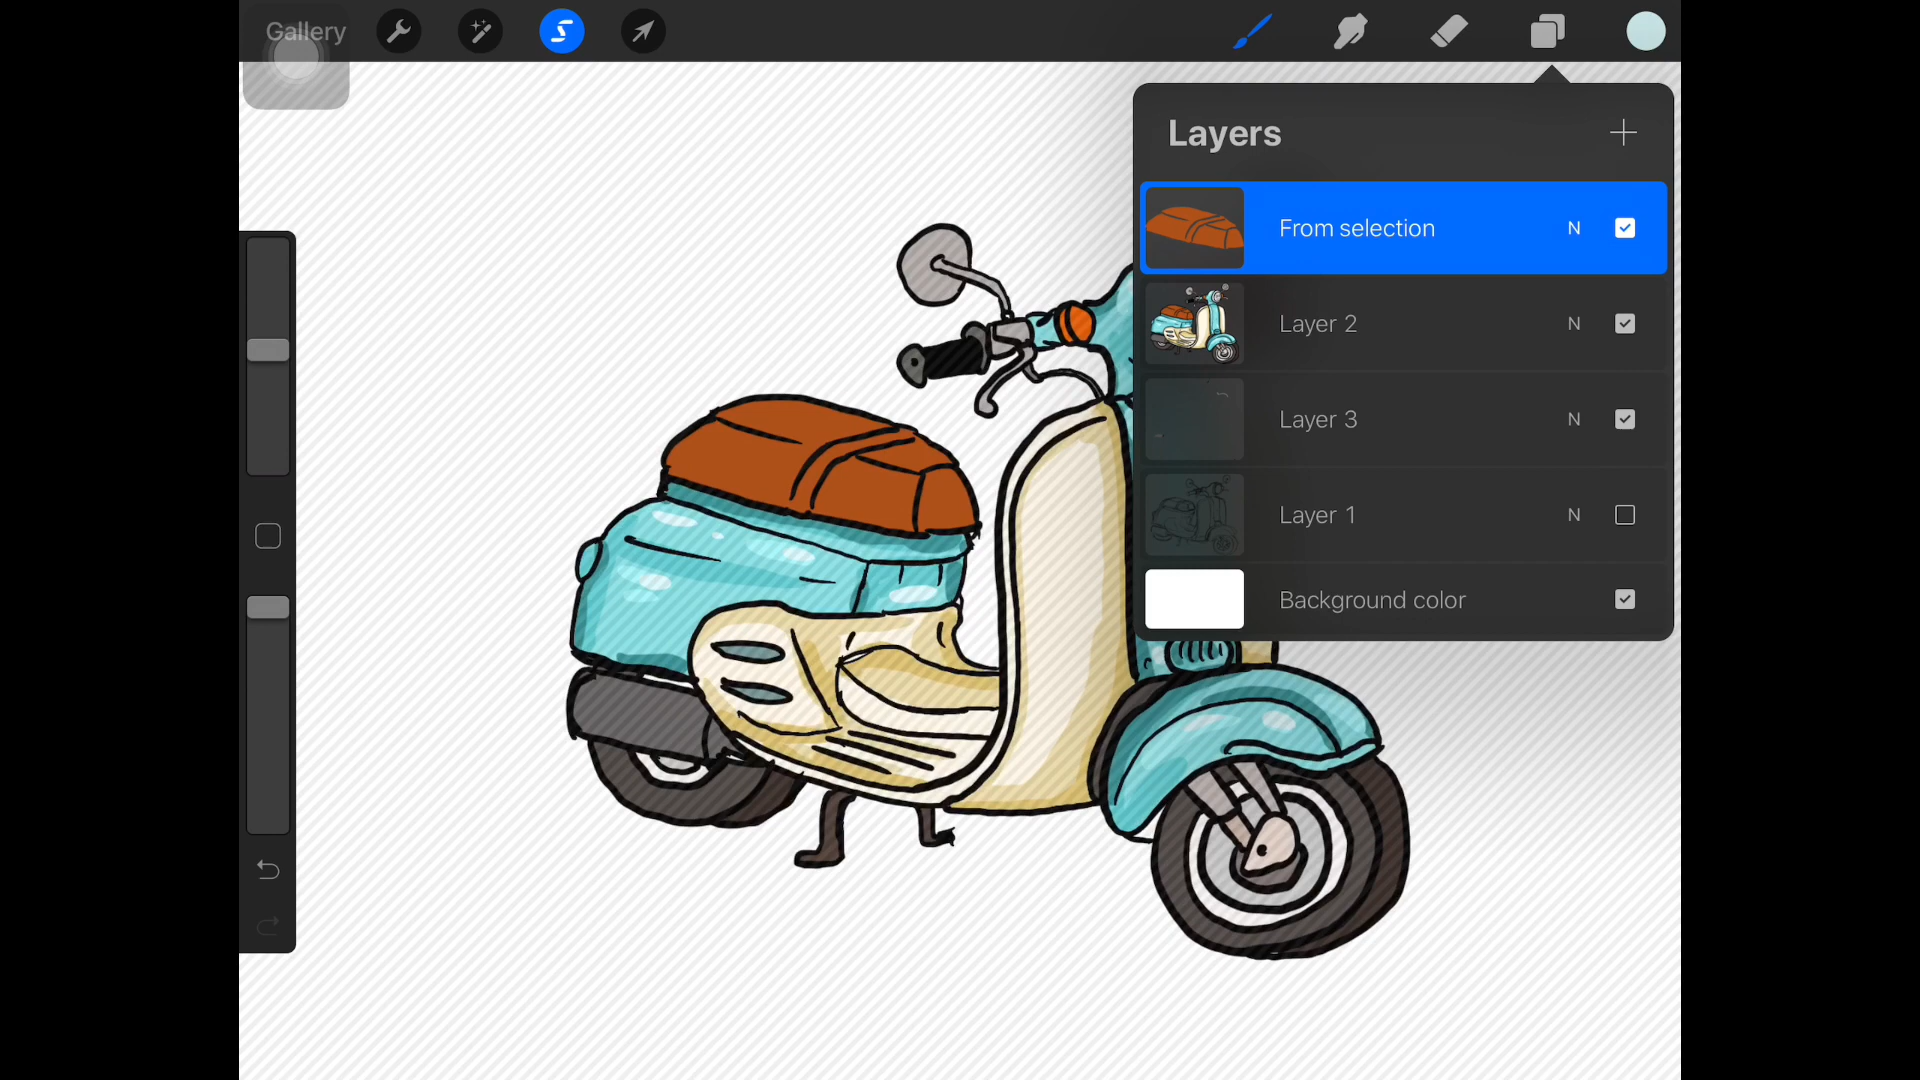 Gallery
Layers
From selection N
Layer 2 N
Layer 3 N
Layer 1 N
Background color